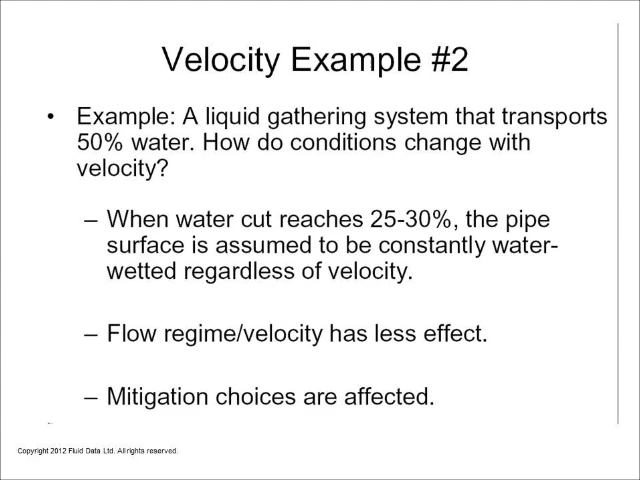 Velocity Example #2
• Example: A liquid gathering system that transports
50% water. How do conditions change with
velocity?
– When water cut reaches 25-30%, the pipe
surface is assumed to be constantly water-
wetted regardless of velocity.
– Flow regime/velocity has less effect.
– Mitigation choices are affected.
Copyright 2012 Fluid Data Ltd. All rights reserved.